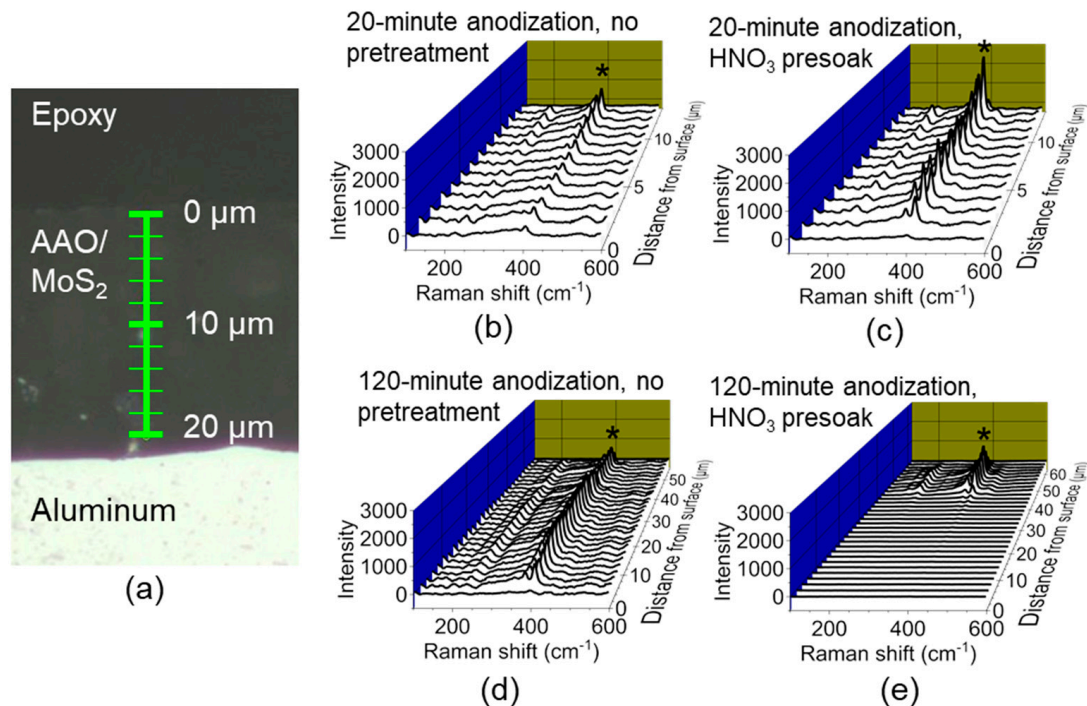 Epoxy
AAO/
MoS₂
0 µm
10 µm
20 µm
Aluminum
(a)
20-minute anodization, no
pretreatment
*
3000
2000
1000
0
Intensity
200
400
600
Raman shift (cm⁻¹)
0
5
10
Distance from surface (µm)
(b)
20-minute anodization,
HNO₃ presoak
*
3000
2000
1000
0
Intensity
200
400
600
Raman shift (cm⁻¹)
0
5
10
Distance from surface (µm)
(c)
120-minute anodization, no
pretreatment
*
3000
2000
1000
0
Intensity
200
400
600
Raman shift (cm⁻¹)
0
10
20
30
40
50
Distance from surface (µm)
(d)
120-minute anodization,
HNO₃ presoak
*
3000
2000
1000
0
Intensity
200
400
600
Raman shift (cm⁻¹)
0
10
20
30
40
50
60
Distance from surface (µm)
(e)